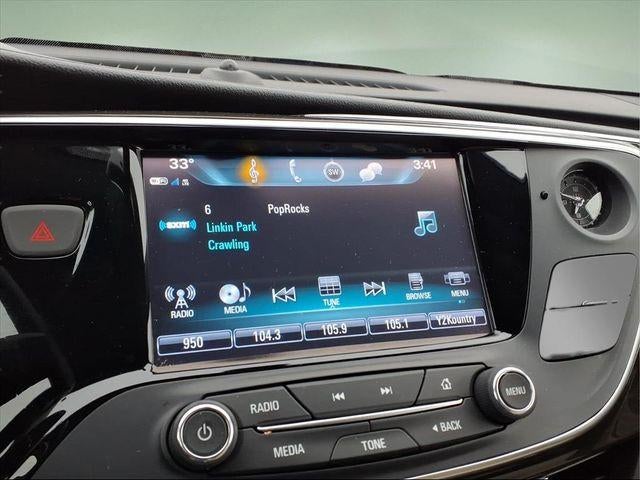 33° SW 3:41
6 PopRocks
((sxm)) Linkin Park
Crawling
RADIO MEDIA TUNE BROWSE MENU
950 104.3 105.9 105.1 Y2Kountry
RADIO
MENU
MEDIA TONE BACK